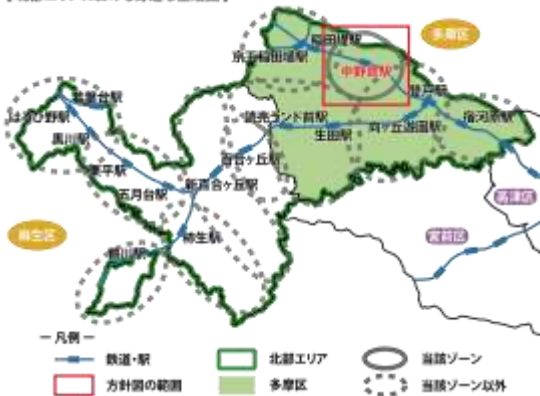 多摩区
稲田堤駅
京王稲田堤駅
中野島駅
登戸駅
宿河原駅
若葉台駅
はるひ野駅
読売ランド前駅
生田駅
向ヶ丘遊園駅
黒川駅
栗平駅
百合ヶ丘駅
新百合ヶ丘駅
五月台駅
高津区
宮前区
麻生区
柿生駅
鶴川駅
− 凡例 −
鉄道・駅
北部エリア
当該ゾーン
方針図の範囲
多摩区
当該ゾーン以外